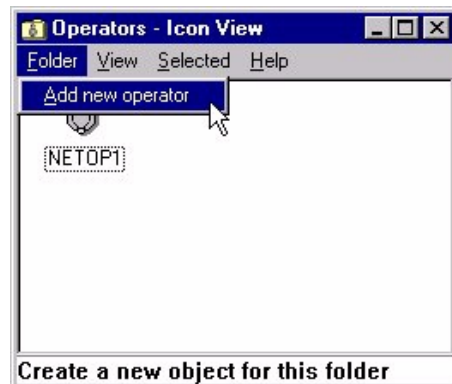 Operators - Icon View
Folder View Selected Help
Add new operator
NETOP1
Create a new object for this folder